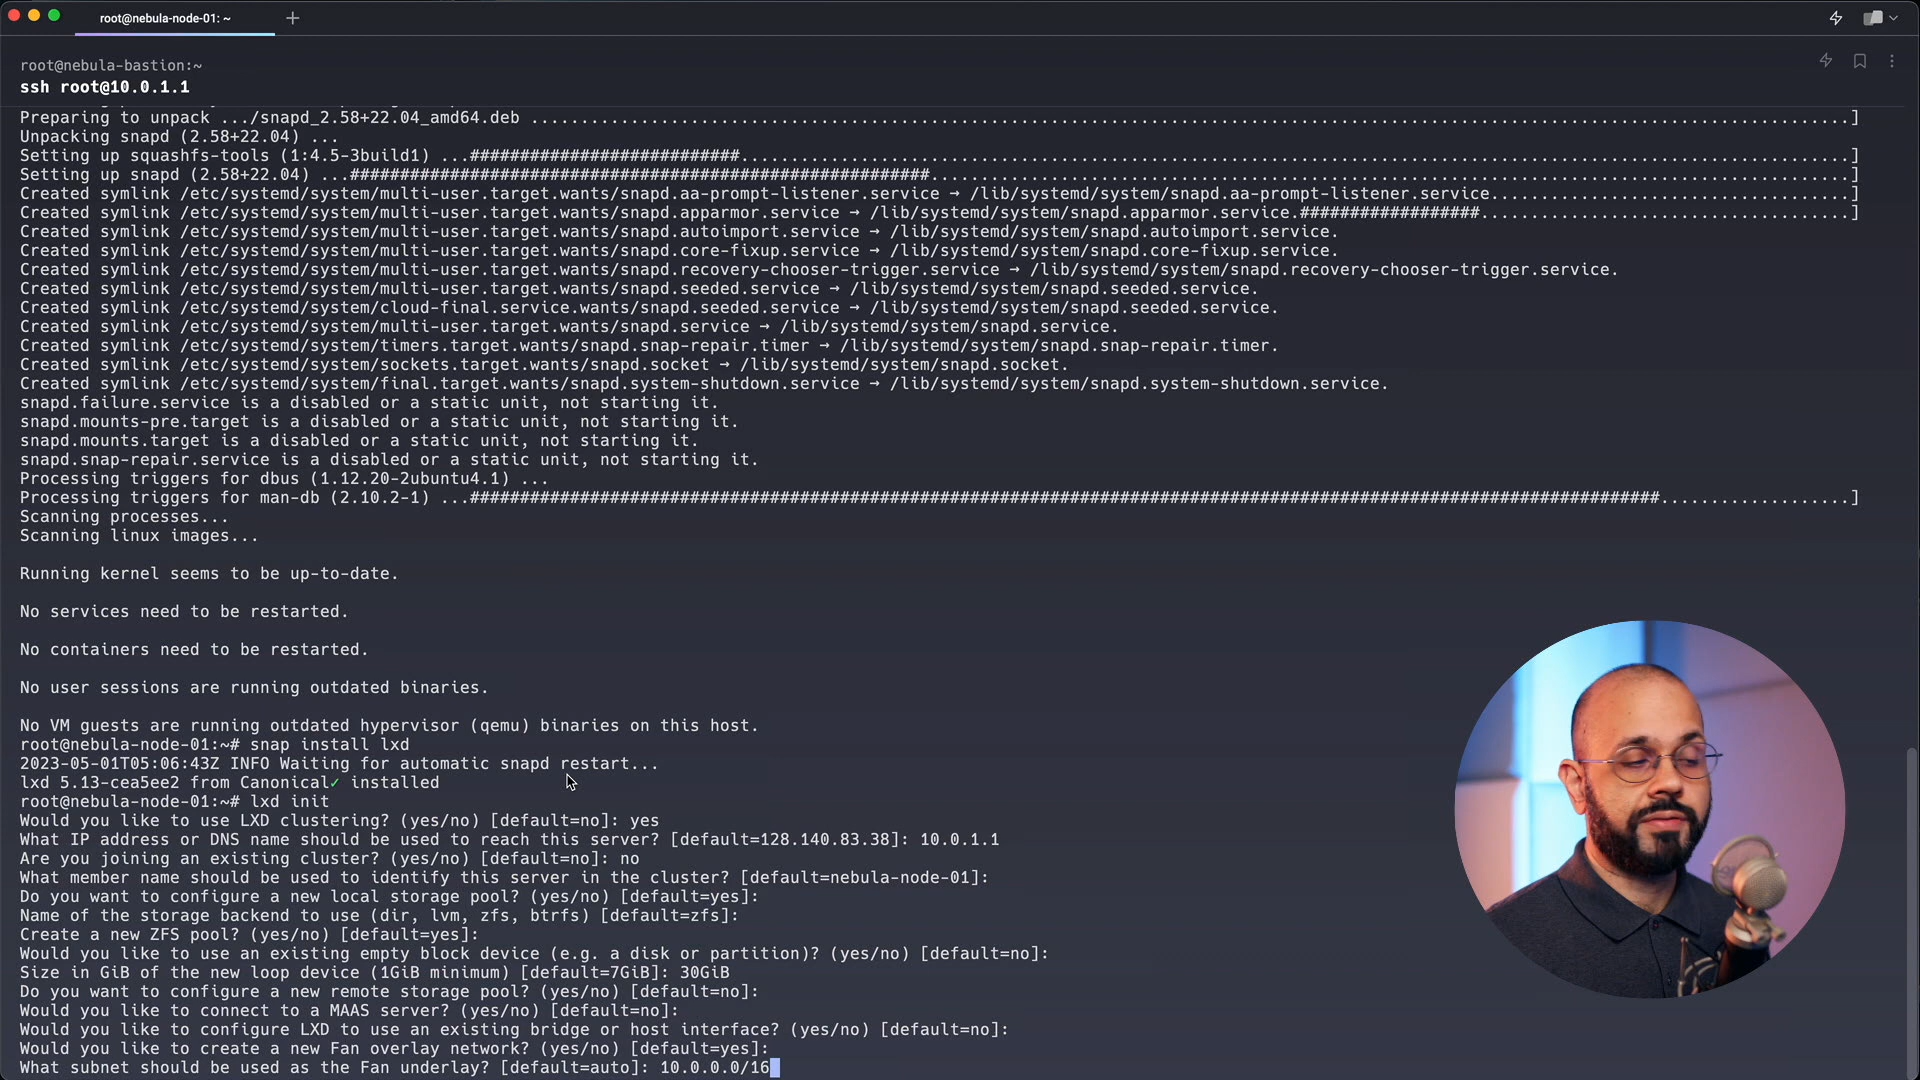 root@nebula-node-01: ~
root@nebula-bastion:~
ssh root@10.0.1.1
Preparing to unpack .../snapd_2.58+22.04_amd64.deb ....................................................................................................................................]
Unpacking snapd (2.58+22.04) ...
Setting up squashfs-tools (1:4.5-3build1) ...###########################...............................................................................................................]
Setting up snapd (2.58+22.04) ...##########################################################............................................................................................]
Created symlink /etc/systemd/system/multi-user.target.wants/snapd.aa-prompt-listener.service → /lib/systemd/system/snapd.aa-prompt-listener.service....................................]
Created symlink /etc/systemd/system/multi-user.target.wants/snapd.apparmor.service → /lib/systemd/system/snapd.apparmor.service.##################.....................................]
Created symlink /etc/systemd/system/multi-user.target.wants/snapd.autoimport.service → /lib/systemd/system/snapd.autoimport.service.
Created symlink /etc/systemd/system/multi-user.target.wants/snapd.core-fixup.service → /lib/systemd/system/snapd.core-fixup.service.
Created symlink /etc/systemd/system/multi-user.target.wants/snapd.recovery-chooser-trigger.service → /lib/systemd/system/snapd.recovery-chooser-trigger.service.
Created symlink /etc/systemd/system/multi-user.target.wants/snapd.seeded.service → /lib/systemd/system/snapd.seeded.service.
Created symlink /etc/systemd/system/cloud-final.service.wants/snapd.seeded.service → /lib/systemd/system/snapd.seeded.service.
Created symlink /etc/systemd/system/multi-user.target.wants/snapd.service → /lib/systemd/system/snapd.service.
Created symlink /etc/systemd/system/timers.target.wants/snapd.snap-repair.timer → /lib/systemd/system/snapd.snap-repair.timer.
Created symlink /etc/systemd/system/sockets.target.wants/snapd.socket → /lib/systemd/system/snapd.socket.
Created symlink /etc/systemd/system/final.target.wants/snapd.system-shutdown.service → /lib/systemd/system/snapd.system-shutdown.service.
snapd.failure.service is a disabled or a static unit, not starting it.
snapd.mounts-pre.target is a disabled or a static unit, not starting it.
snapd.mounts.target is a disabled or a static unit, not starting it.
snapd.snap-repair.service is a disabled or a static unit, not starting it.
Processing triggers for dbus (1.12.20-2ubuntu4.1) ...
Processing triggers for man-db (2.10.2-1) ...#######################################################################################################################...................]
Scanning processes...
Scanning linux images...
Running kernel seems to be up-to-date.
No services need to be restarted.
No containers need to be restarted.
No user sessions are running outdated binaries.
No VM guests are running outdated hypervisor (qemu) binaries on this host.
root@nebula-node-01:~# snap install lxd
2023-05-01T05:06:43Z INFO Waiting for automatic snapd restart...
lxd 5.13-cea5ee2 from Canonical✓ installed
root@nebula-node-01:~# lxd init
Would you like to use LXD clustering? (yes/no) [default=no]: yes
What IP address or DNS name should be used to reach this server? [default=128.140.83.38]: 10.0.1.1
Are you joining an existing cluster? (yes/no) [default=no]: no
What member name should be used to identify this server in the cluster? [default=nebula-node-01]:
Do you want to configure a new local storage pool? (yes/no) [default=yes]:
Name of the storage backend to use (dir, lvm, zfs, btrfs) [default=zfs]:
Create a new ZFS pool? (yes/no) [default=yes]:
Would you like to use an existing empty block device (e.g. a disk or partition)? (yes/no) [default=no]:
Size in GiB of the new loop device (1GiB minimum) [default=7GiB]: 30GiB
Do you want to configure a new remote storage pool? (yes/no) [default=no]:
Would you like to connect to a MAAS server? (yes/no) [default=no]:
Would you like to configure LXD to use an existing bridge or host interface? (yes/no) [default=no]:
Would you like to create a new Fan overlay network? (yes/no) [default=yes]:
What subnet should be used as the Fan underlay? [default=auto]: 10.0.0.0/16